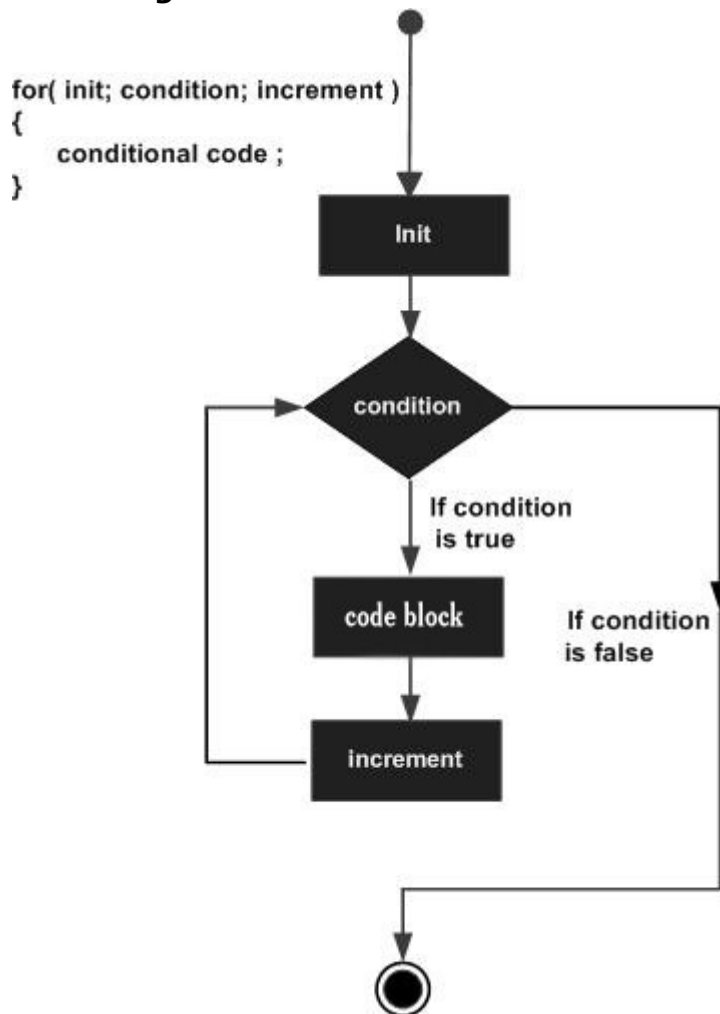 for( init; condition; increment )
{
conditional code ;
}
Init
condition
If condition
is true
code block
If condition
is false
increment